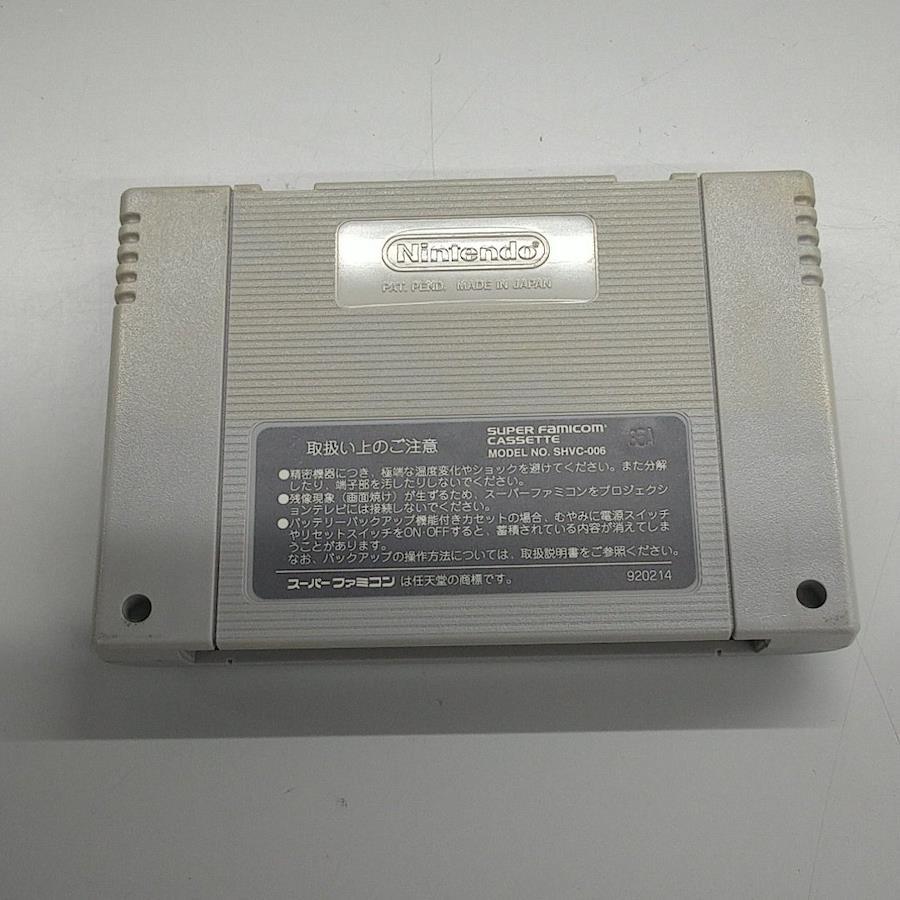 Nintendo®
PAT. PEND. MADE IN JAPAN
取扱い上のご注意
SUPER FAMICOM®
CASSETTE
MODEL NO. SHVC-006
●精密機器につき、極端な温度変化やショックを避けてください。また分解
したり、端子部を汚したりしないでください。
●残像現象(画面焼け)が生ずるため、スーパーファミコンをプロジェクシ
ョンテレビには接続しないでください。
●バッテリーバックアップ機能付きカセットの場合、むやみに電源スイッチ
やリセットスイッチをON·OFFすると、蓄積されている内容が消えてしま
うことがあります。
なお、バックアップの操作方法については、取扱説明書をご参照ください。
スーパーファミコン は任天堂の商標です。
920214